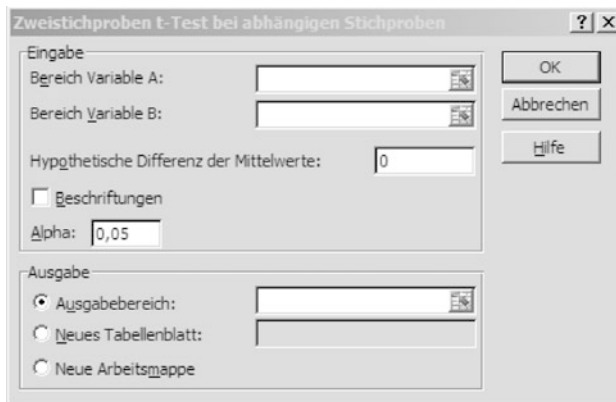 Zweistichproben t-Test bei abhängigen Stichproben
Eingabe
Bereich Variable A:
Bereich Variable B:
Hypothetische Differenz der Mittelwerte: 0
Beschriftungen
Alpha: 0,05
OK
Abbrechen
Hilfe
Ausgabe
Ausgabebereich:
Neues Tabellenblatt:
Neue Arbeitsmappe